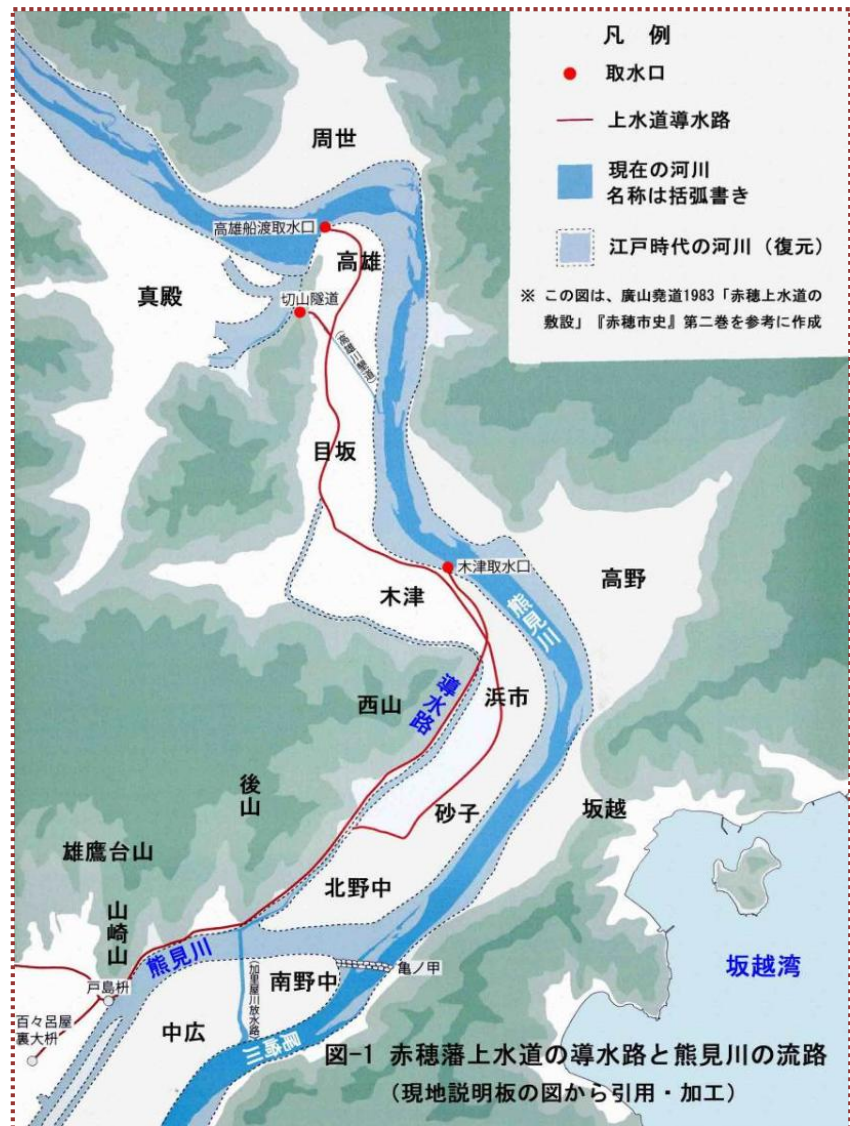 凡 例
取水口
上水道導水路
現在の河川
名称は括弧書き
江戸時代の河川（復元）
※ この図は、廣山堯道1983「赤穂上水道の
敷設」『赤穂市史』第二巻を参考に作成
周世
高雄船渡取水口
高雄
真殿
切山隧道
目坂
木津取水口
高野
木津
熊見川
導水路
浜市
西山
後山
砂子
坂越
雄鷹台山
北野中
山崎山
熊見川
亀ノ甲
坂越湾
戸島枡
南野中
（加里屋川放水路）
百々呂屋
裏大枡
中広
尾崎川
図-1 赤穂藩上水道の導水路と熊見川の流路
（現地説明板の図から引用・加工）